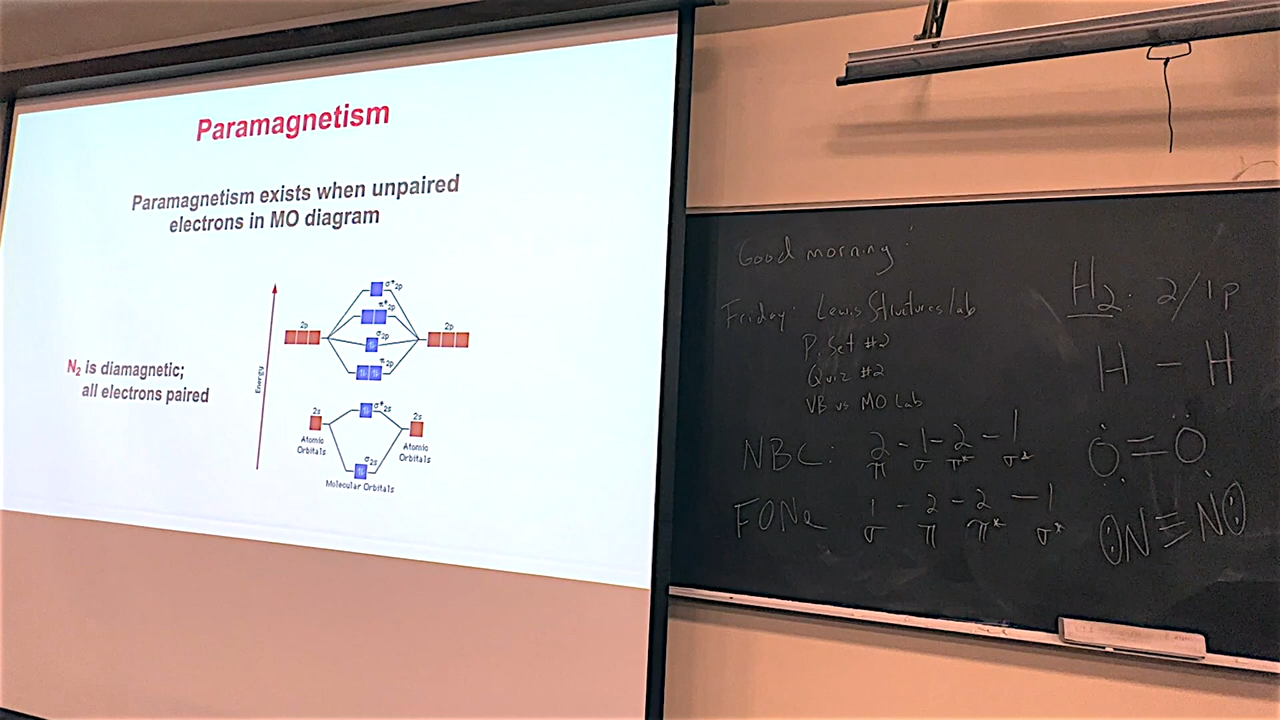 Paramagnetism
Paramagnetism exists when unpaired
electrons in MO diagram
N2 is diamagnetic;
all electrons paired
Energy
σ*2p
π*2p
2p
2p
σ2p
π2p
σ*2s
2s
2s
Atomic
Orbitals
Atomic
Orbitals
σ2s
Molecular Orbitals
Good morning!
Friday: Lewis Structures lab
P. Set #2
Quiz #2
VB vs MO Lab
NBC: 2 - 1 - 2 - 1
π σ π* σ*
FONe 1 - 2 - 2 - 1
σ π π* σ*
H2: 2/1p
H - H
O = O
N ≡ N